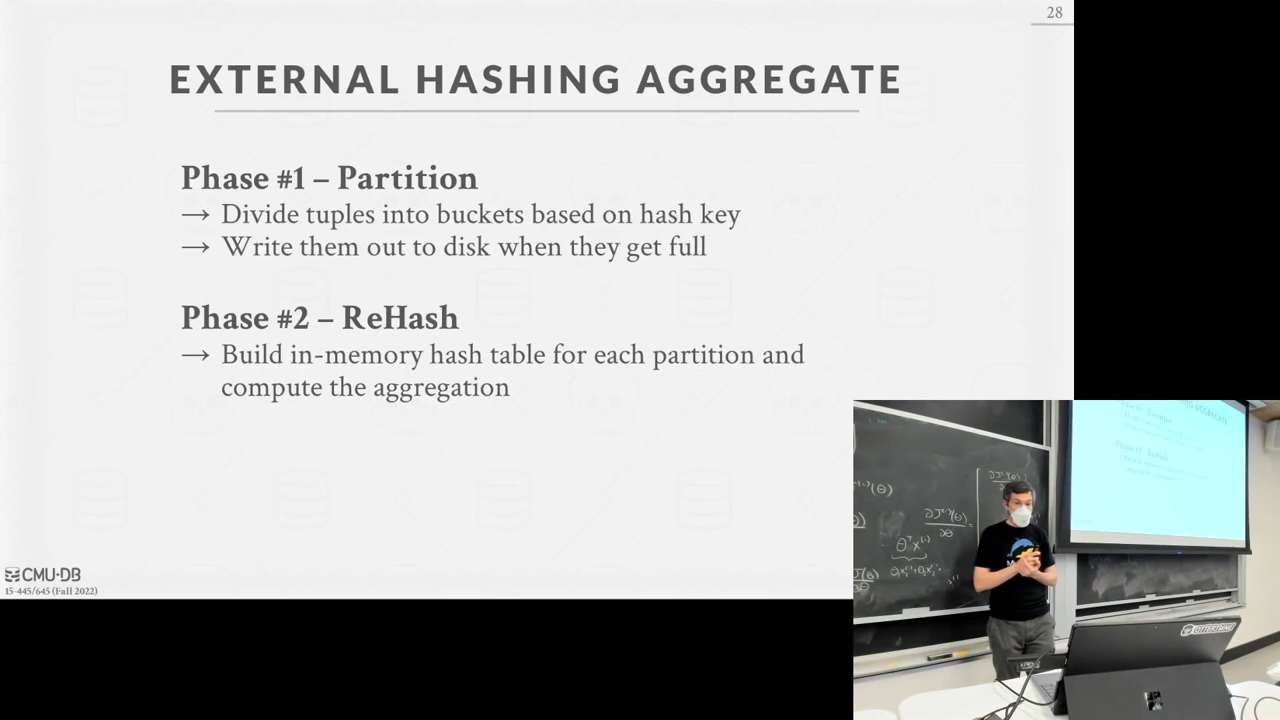 28
EXTERNAL HASHING AGGREGATE
Phase #1 – Partition
→ Divide tuples into buckets based on hash key
→ Write them out to disk when they get full
Phase #2 – ReHash
→ Build in-memory hash table for each partition and
compute the aggregation
CMU·DB
15-445/645 (Fall 2022)